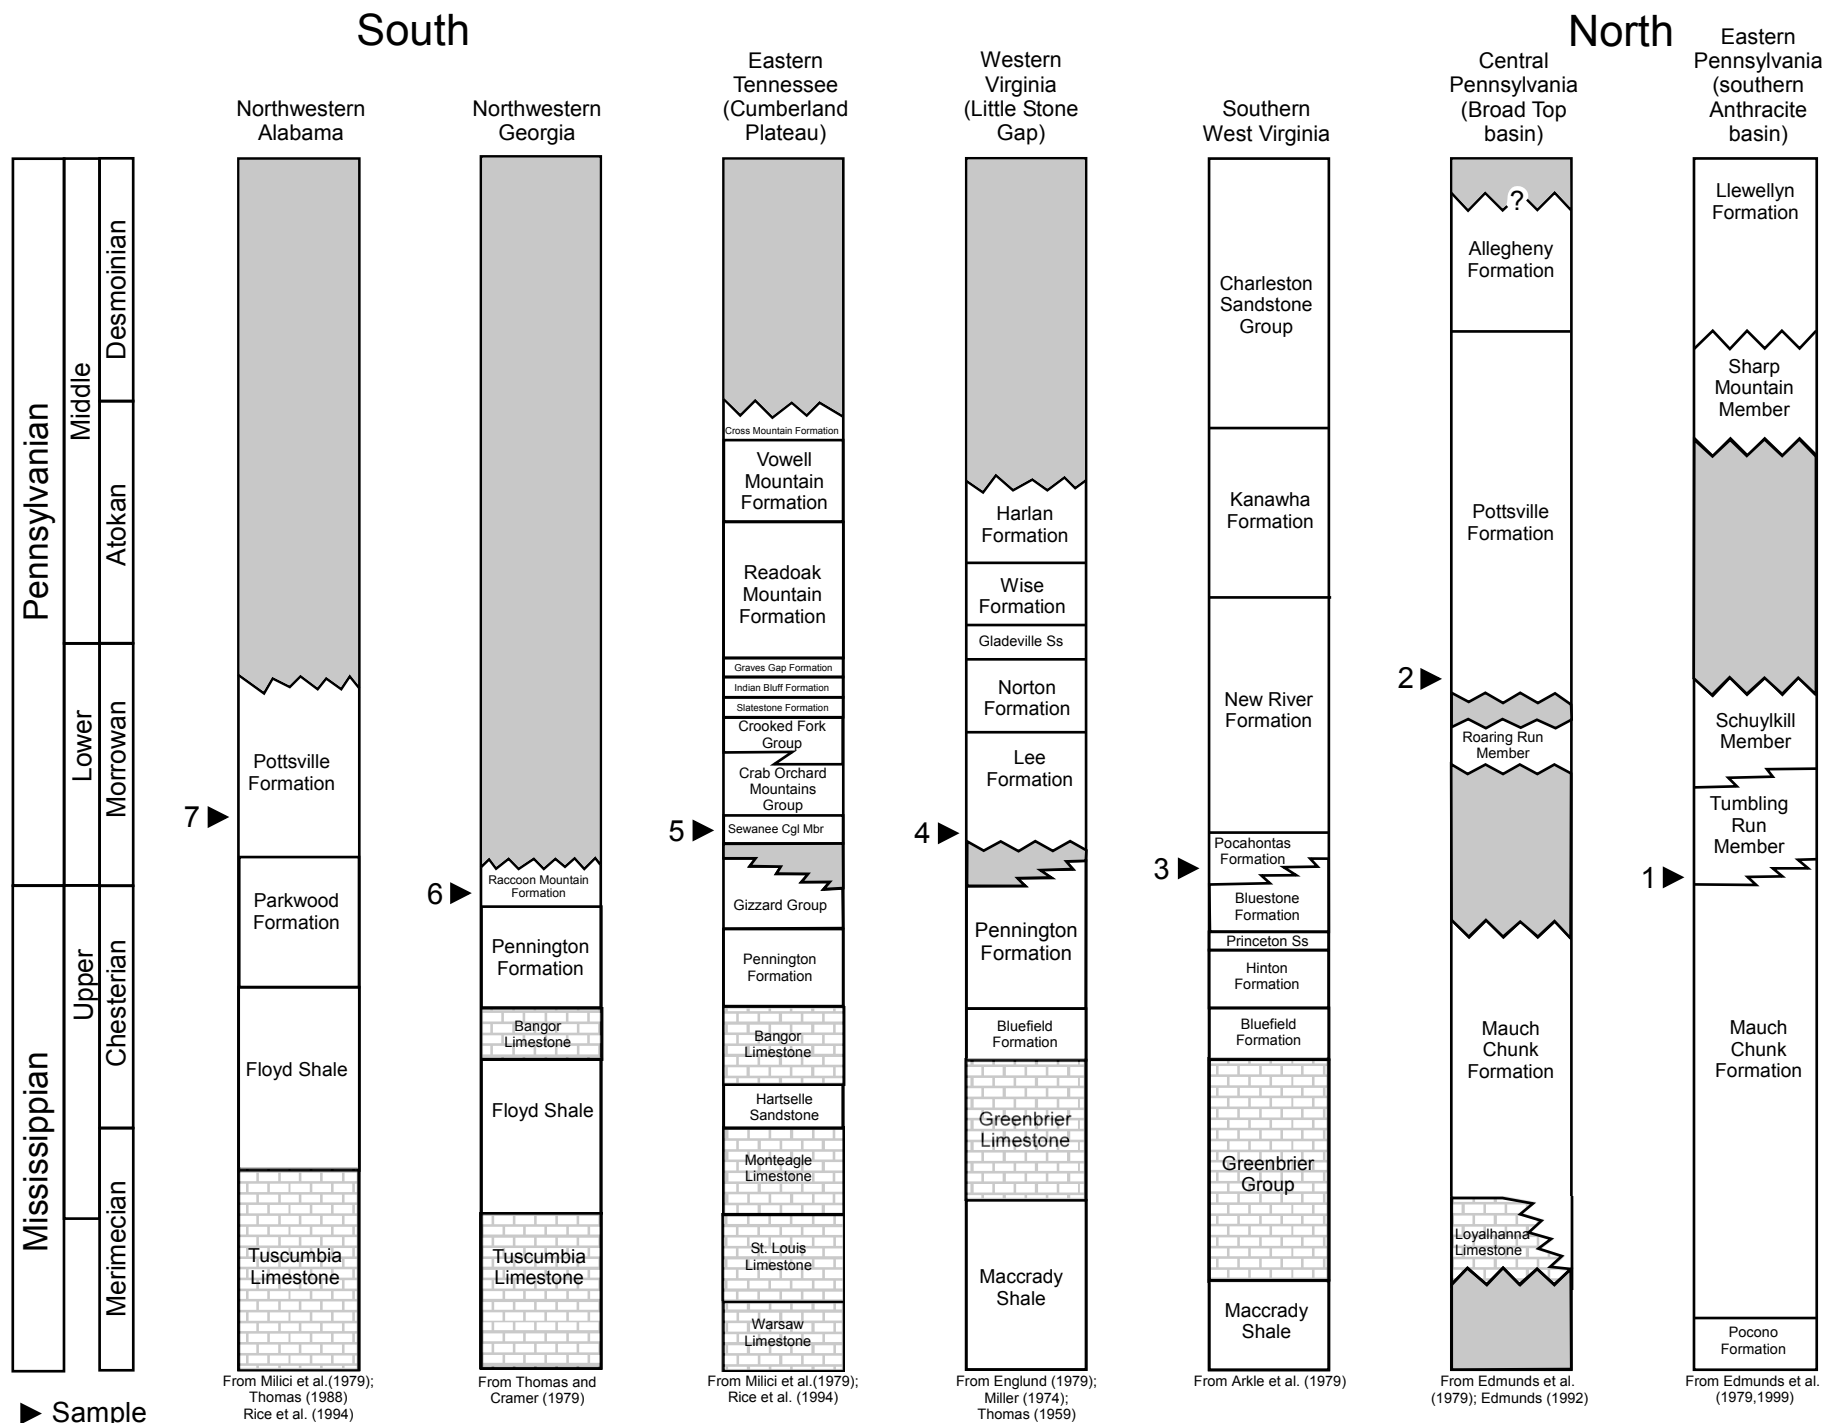 South
North
Northwestern
Alabama
Northwestern
Georgia
Eastern
Tennessee
(Cumberland
Plateau)
Western
Virginia
(Little Stone
Gap)
Southern
West Virginia
Central
Pennsylvania
(Broad Top
basin)
Eastern
Pennsylvania
(southern
Anthracite
basin)
Pennsylvanian
Mississippian
Middle
Lower
Upper
Desmoinian
Atokan
Morrowan
Chesterian
Merimecian
7
Pottsville
Formation
Parkwood
Formation
Floyd Shale
Tuscumbia
Limestone
From Milici et al.(1979);
Thomas (1988)
Rice et al. (1994)
6
Raccoon Mountain
Formation
Pennington
Formation
Bangor
Limestone
Floyd Shale
Tuscumbia
Limestone
From Thomas and
Cramer (1979)
5
Cross Mountain Formation
Vowell
Mountain
Formation
Readoak
Mountain
Formation
Graves Gap Formation
Indian Bluff Formation
Slatestone Formation
Crooked Fork
Group
Crab Orchard
Mountains
Group
Sewanee Cgl Mbr
Gizzard Group
Pennington
Formation
Bangor
Limestone
Hartselle
Sandstone
Monteagle
Limestone
St. Louis
Limestone
Warsaw
Limestone
From Milici et al.(1979);
Rice et al. (1994)
4
Harlan
Formation
Wise
Formation
Gladeville Ss
Norton
Formation
Lee
Formation
Pennington
Formation
Bluefield
Formation
Greenbrier
Limestone
Maccrady
Shale
From Englund (1979);
Miller (1974);
Thomas (1959)
3
Charleston
Sandstone
Group
Kanawha
Formation
New River
Formation
Pocahontas
Formation
Bluestone
Formation
Princeton Ss
Hinton
Formation
Bluefield
Formation
Greenbrier
Group
Maccrady
Shale
From Arkle et al. (1979)
2
?
Allegheny
Formation
Pottsville
Formation
Roaring Run
Member
Mauch
Chunk
Formation
Loyalhanna
Limestone
From Edmunds et al.
(1979); Edmunds (1992)
1
Llewellyn
Formation
Sharp
Mountain
Member
Schuylkill
Member
Tumbling
Run
Member
Mauch
Chunk
Formation
Pocono
Formation
From Edmunds et al.
(1979,1999)
Sample